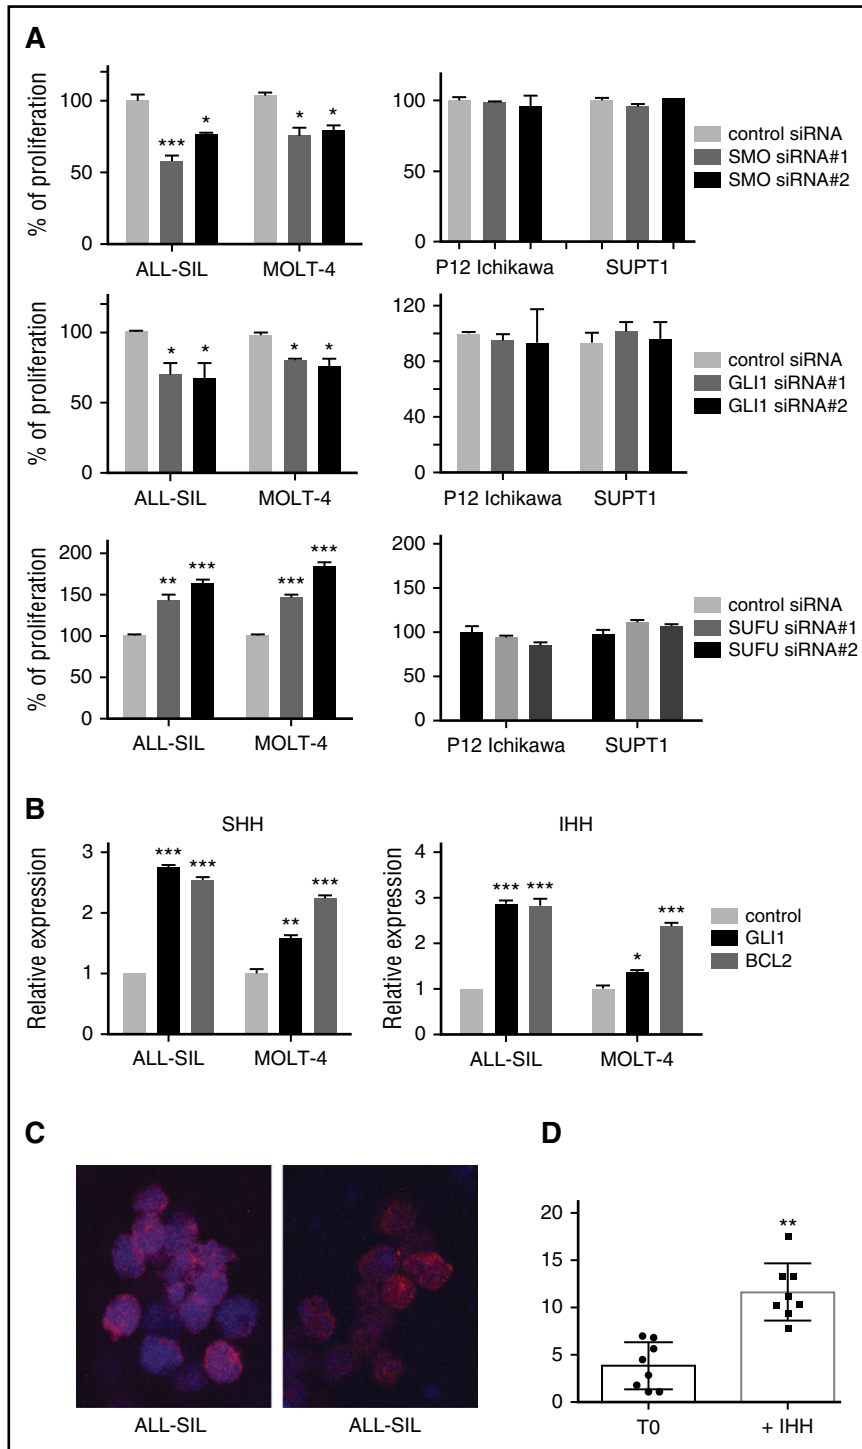 A
% of proliferation
100
50
0
*** * * *
ALL-SIL MOLT-4
100
50
0
P12 Ichikawa SUPT1
control siRNA
SMO siRNA#1
SMO siRNA#2
% of proliferation
100
50
0
* * * *
ALL-SIL MOLT-4
120
80
40
0
P12 Ichikawa SUPT1
control siRNA
GLI1 siRNA#1
GLI1 siRNA#2
% of proliferation
200
150
100
50
0
** *** *** ***
ALL-SIL MOLT-4
200
150
100
50
0
P12 Ichikawa SUPT1
control siRNA
SUFU siRNA#1
SUFU siRNA#2
B
SHH
Relative expression
3
2
1
0
*** *** ** ***
ALL-SIL MOLT-4
IHH
Relative expression
4
3
2
1
0
*** *** * ***
ALL-SIL MOLT-4
control
GLI1
BCL2
C
ALL-SIL ALL-SIL
D
20
15
10
5
0
**
T0 + IHH